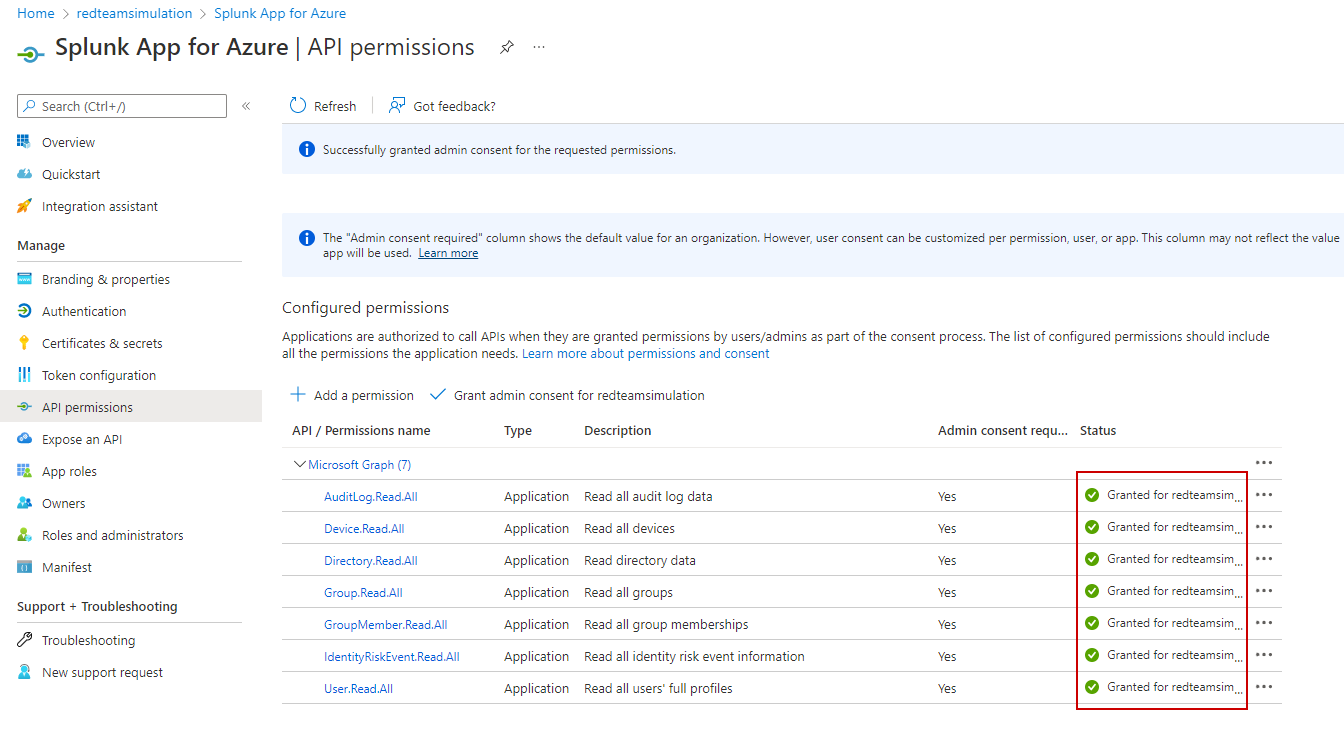 Home > redteamsimulation > Splunk App for Azure
Splunk App for Azure | API permissions ...
Search (Ctrl+/) «
Overview
Quickstart
Integration assistant
Manage
Branding & properties
Authentication
Certificates & secrets
Token configuration
API permissions
Expose an API
App roles
Owners
Roles and administrators
Manifest
Support + Troubleshooting
Troubleshooting
New support request
Refresh Got feedback?
Successfully granted admin consent for the requested permissions.
The "Admin consent required" column shows the default value for an organization. However, user consent can be customized per permission, user, or app. This column may not reflect the value
app will be used. Learn more
Configured permissions
Applications are authorized to call APIs when they are granted permissions by users/admins as part of the consent process. The list of configured permissions should include
all the permissions the application needs. Learn more about permissions and consent
Add a permission Grant admin consent for redteamsimulation
API / Permissions name Type Description Admin consent requ... Status
Microsoft Graph (7) ...
AuditLog.Read.All Application Read all audit log data Yes Granted for redteamsim... ...
Device.Read.All Application Read all devices Yes Granted for redteamsim... ...
Directory.Read.All Application Read directory data Yes Granted for redteamsim... ...
Group.Read.All Application Read all groups Yes Granted for redteamsim... ...
GroupMember.Read.All Application Read all group memberships Yes Granted for redteamsim... ...
IdentityRiskEvent.Read.All Application Read all identity risk event information Yes Granted for redteamsim... ...
User.Read.All Application Read all users' full profiles Yes Granted for redteamsim... ...